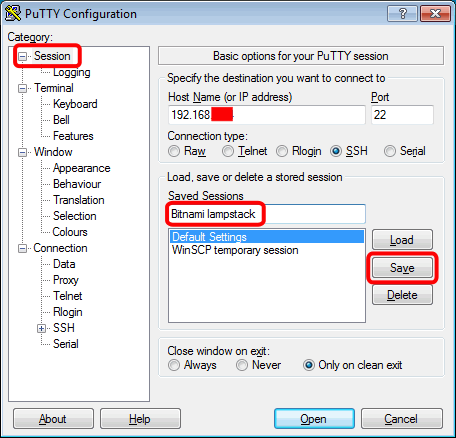 PuTTY Configuration
Category:
Session
Logging
Terminal
Keyboard
Bell
Features
Window
Appearance
Behaviour
Translation
Selection
Colours
Connection
Data
Proxy
Telnet
Rlogin
SSH
Serial
Basic options for your PuTTY session
Specify the destination you want to connect to
Host Name (or IP address) Port
192.168 22
Connection type:
Raw Telnet Rlogin SSH Serial
Load, save or delete a stored session
Saved Sessions
Bitnami lampstack
Default Settings
WinSCP temporary session
Load
Save
Delete
Close window on exit:
Always Never Only on clean exit
About Help Open Cancel